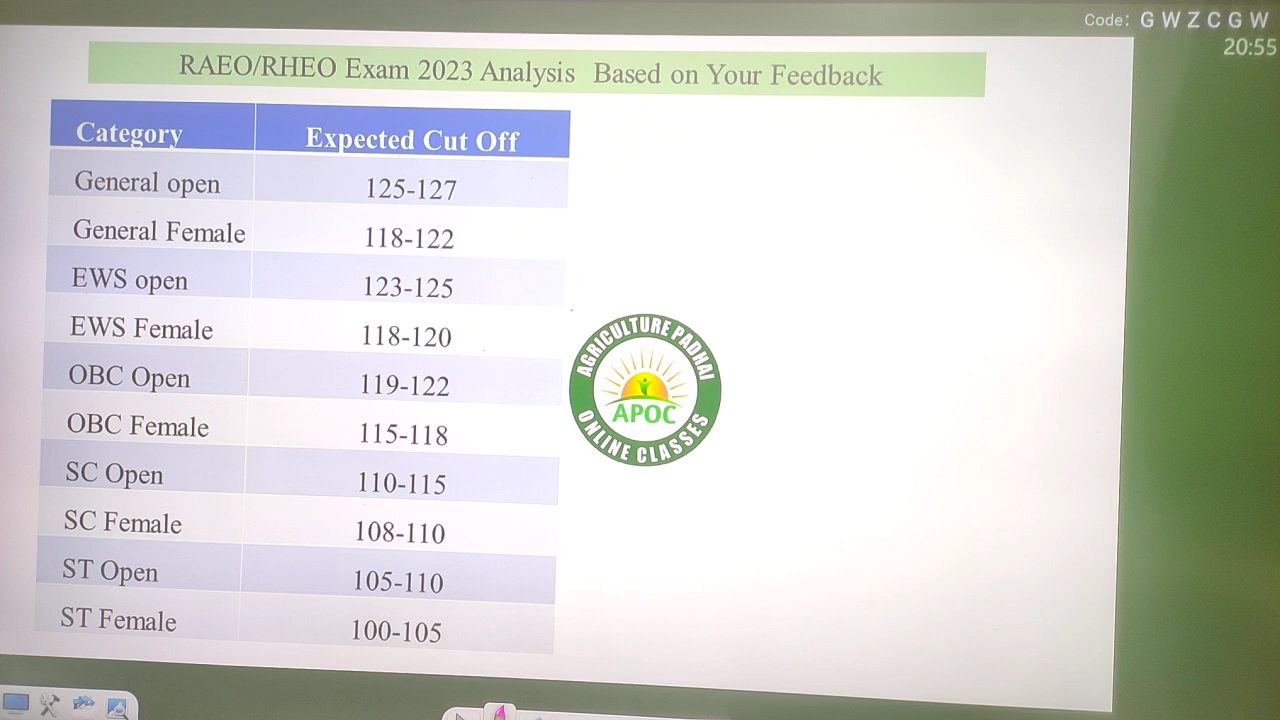 Code: G W Z C G W
20:55
RAEO/RHEO Exam 2023 Analysis Based on Your Feedback
Category Expected Cut Off
General open 125-127
General Female 118-122
EWS open 123-125
EWS Female 118-120
OBC Open 119-122
OBC Female 115-118
SC Open 110-115
SC Female 108-110
ST Open 105-110
ST Female 100-105
AGRICULTURE PADHAI
APOC
ONLINE CLASSES